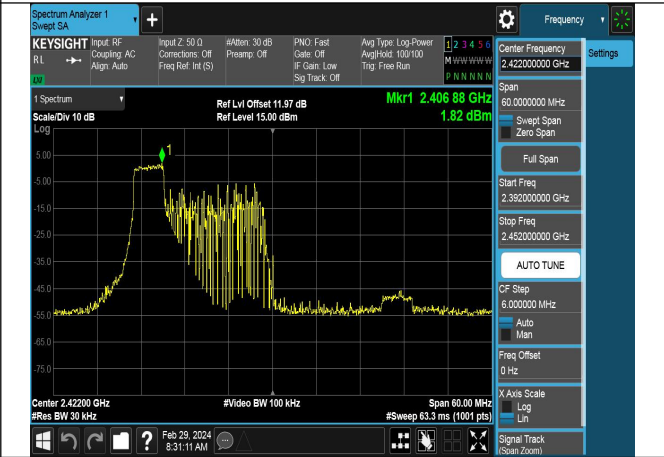 Spectrum Analyzer 1
Swept SA
+
Frequency
KEYSIGHT
RL
LXI
Input: RF
Coupling: AC
Align: Auto
Input Z: 50 Ω
Corrections: Off
Freq Ref: Int (S)
#Atten: 30 dB
Preamp: Off
PNO: Fast
Gate: Off
IF Gain: Low
Sig Track: Off
Avg Type: Log-Power
Avg|Hold: 100/100
Trig: Free Run
1 2 3 4 5 6
M W W W W W
P N N N N N
1 Spectrum
Scale/Div 10 dB
Log
Ref Lvl Offset 11.97 dB
Ref Level 15.00 dBm
Mkr1 2.406 88 GHz
1.82 dBm
1
5.00
-5.00
-15.0
-25.0
-35.0
-45.0
-55.0
-65.0
-75.0
Center 2.42200 GHz
#Res BW 30 kHz
#Video BW 100 kHz
Span 60.00 MHz
#Sweep 63.3 ms (1001 pts)
Feb 29, 2024
8:31:11 AM
?
Center Frequency
2.422000000 GHz
Settings
Span
60.0000000 MHz
Swept Span
Zero Span
Full Span
Start Freq
2.392000000 GHz
Stop Freq
2.452000000 GHz
AUTO TUNE
CF Step
6.000000 MHz
Auto
Man
Freq Offset
0 Hz
X Axis Scale
Log
Lin
Signal Track
(Span Zoom)